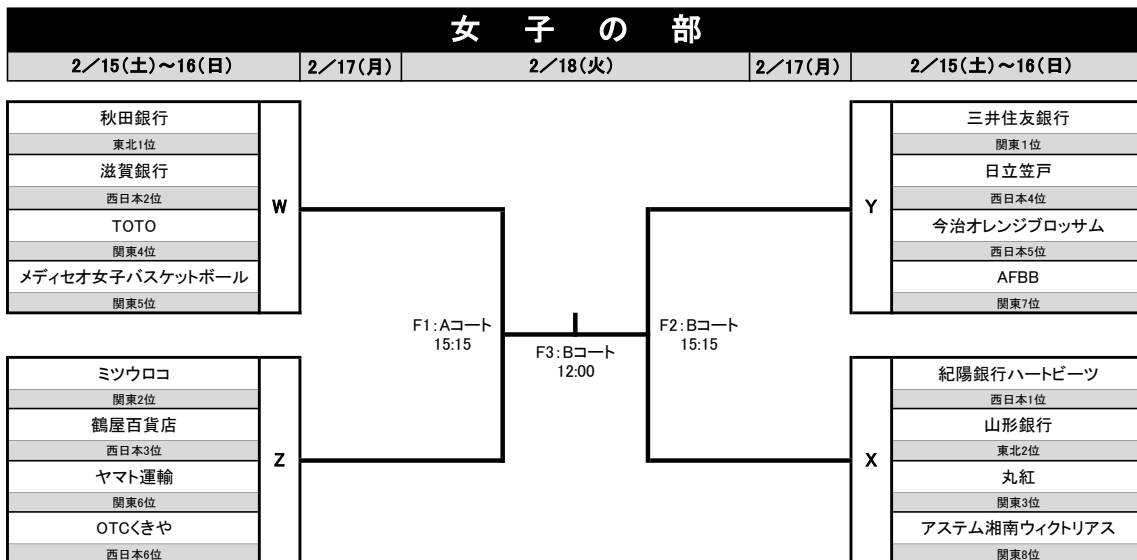 女 子 の 部
2／15(土)～16(日)
2／17(月)
2／18(火)
2／17(月)
2／15(土)～16(日)
秋田銀行
東北1位
滋賀銀行
西日本2位
TOTO
関東4位
メディセオ女子バスケットボール
関東5位
W
ミツウロコ
関東2位
鶴屋百貨店
西日本3位
ヤマト運輸
関東6位
OTCくきや
西日本6位
Z
F1：Aコート
15:15
F3：Bコート
12:00
F2：Bコート
15:15
Y
三井住友銀行
関東1位
日立笠戸
西日本4位
今治オレンジブロッサム
西日本5位
AFBB
関東7位
X
紀陽銀行ハートビーツ
西日本1位
山形銀行
東北2位
丸紅
関東3位
アステム湘南ヴィクトリアス
関東8位